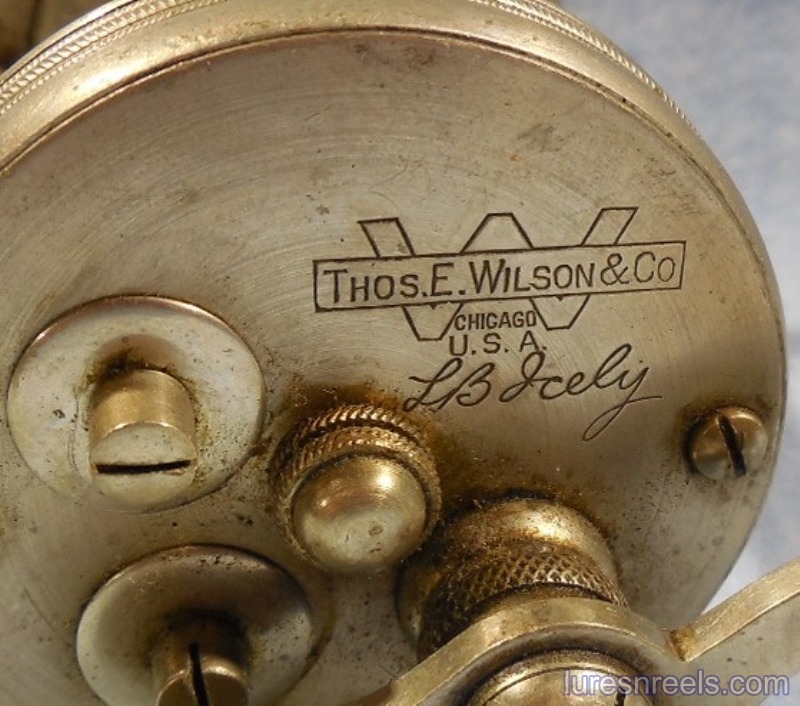 W
THOS. E. WILSON & CO
CHICAGO
U.S.A.
LB Icely
luresnreels.com